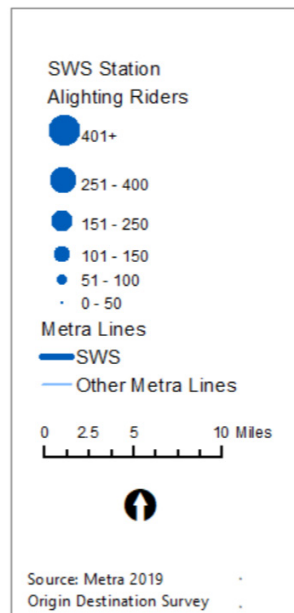 SWS Station
Alighting Riders
401+
251 - 400
151 - 250
101 - 150
51 - 100
0 - 50
Metra Lines
SWS
Other Metra Lines
0 2.5 5 10 Miles
Source: Metra 2019
Origin Destination Survey